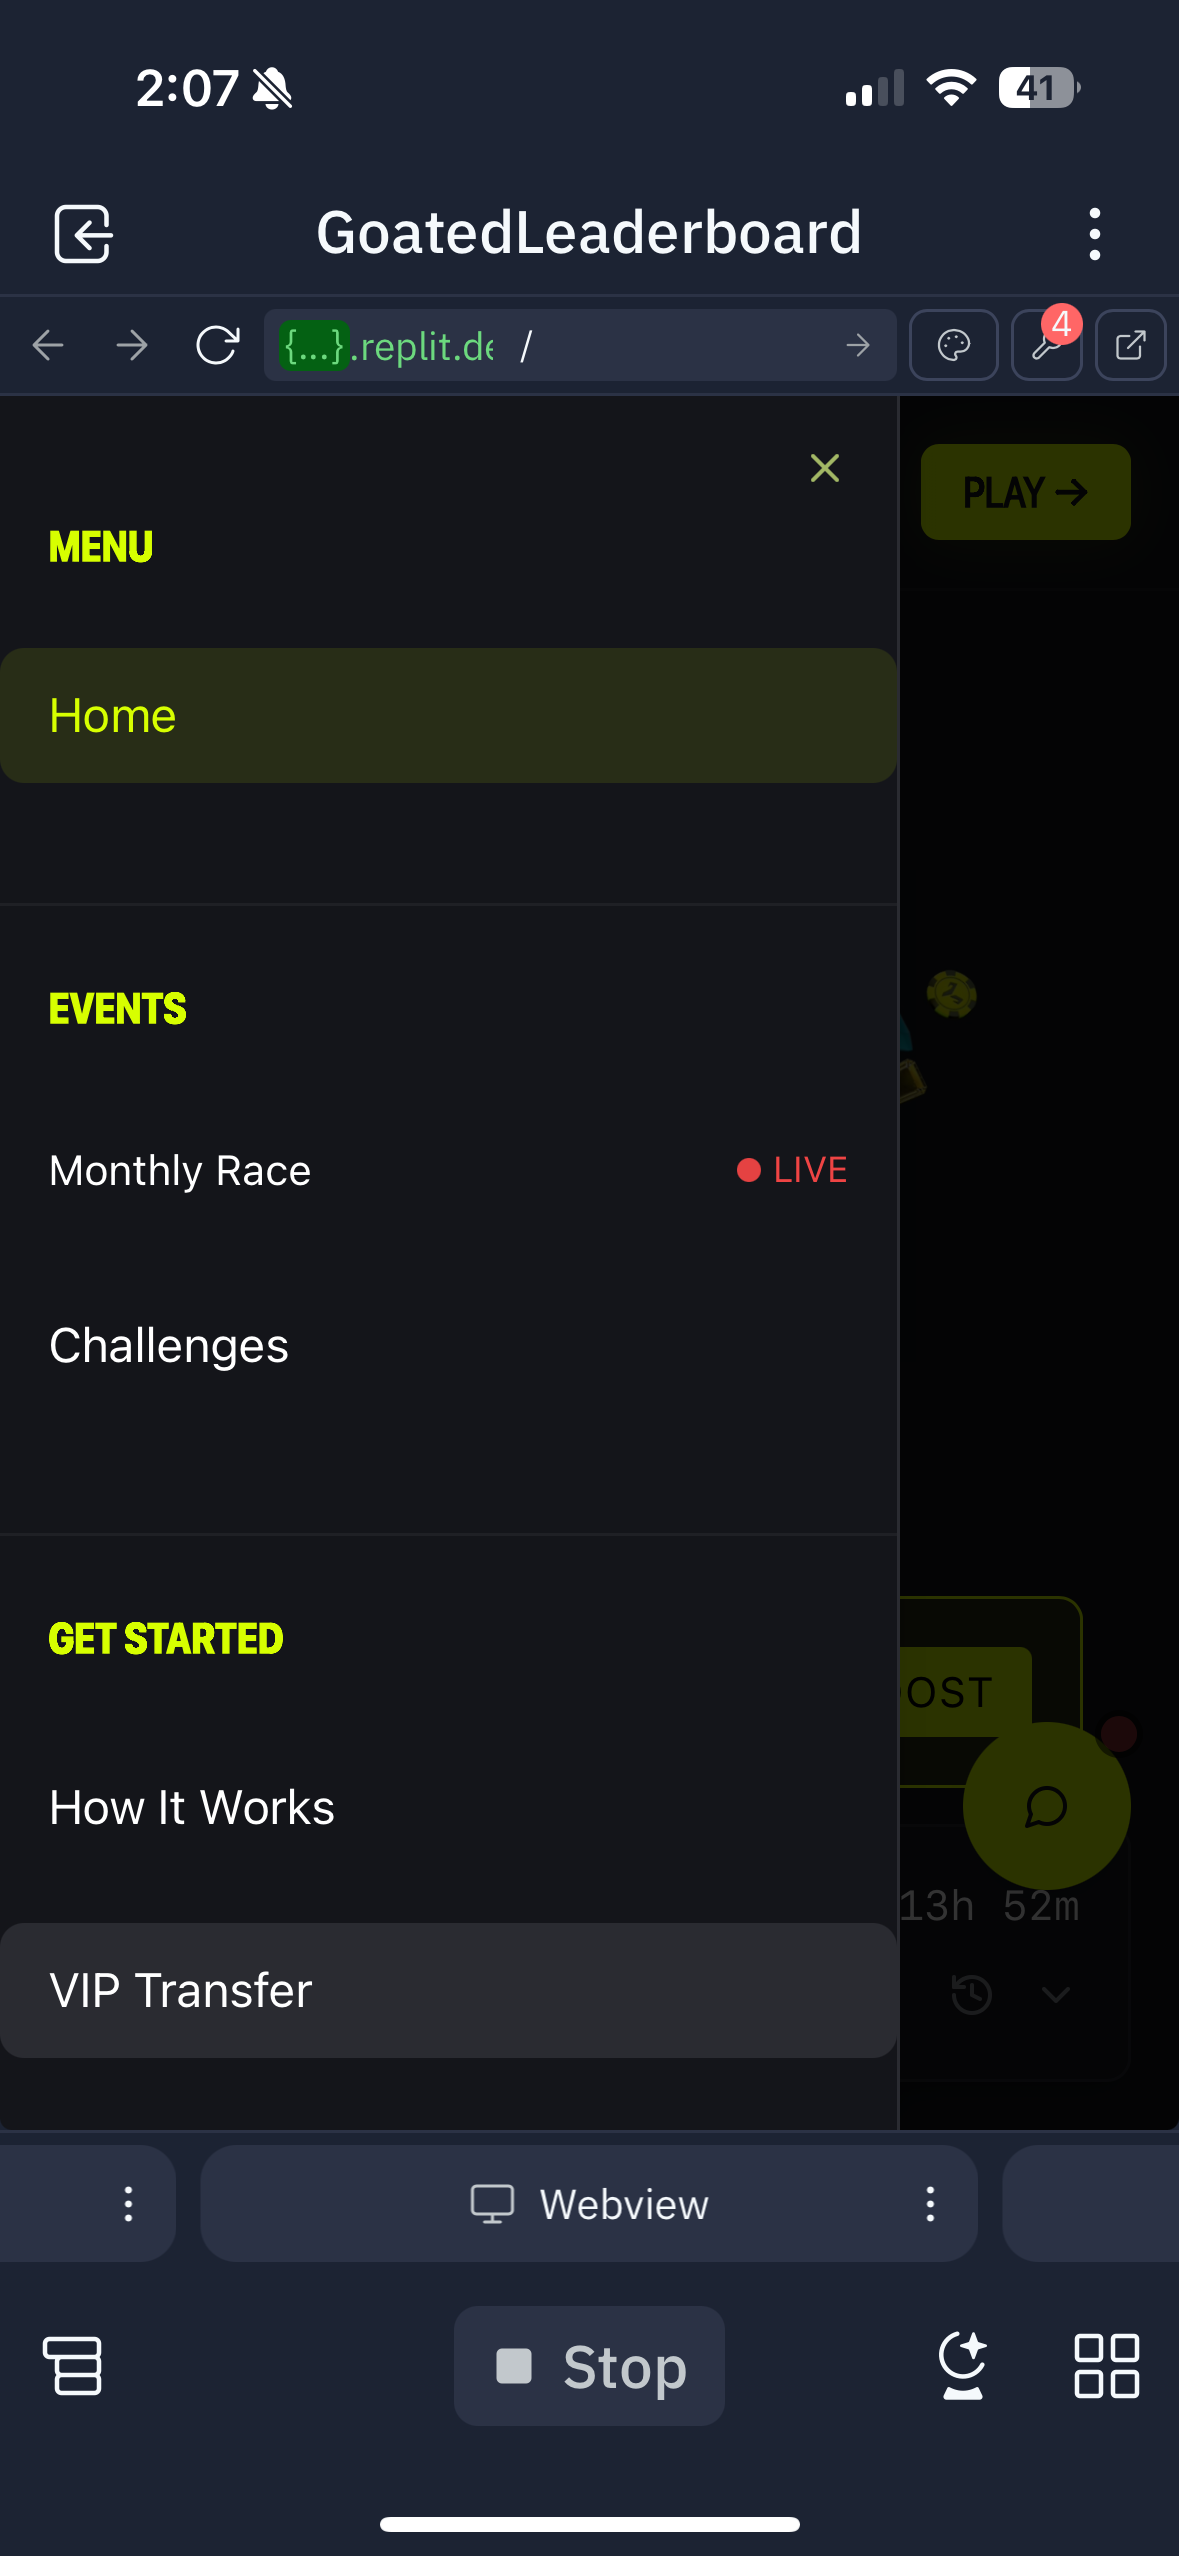 2:07
41
GoatedLeaderboard
{...}.replit.de /
4
PLAY →
MENU
Home
EVENTS
Monthly Race
LIVE
Challenges
GET STARTED
How It Works
OST
13h 52m
VIP Transfer
Webview
Stop